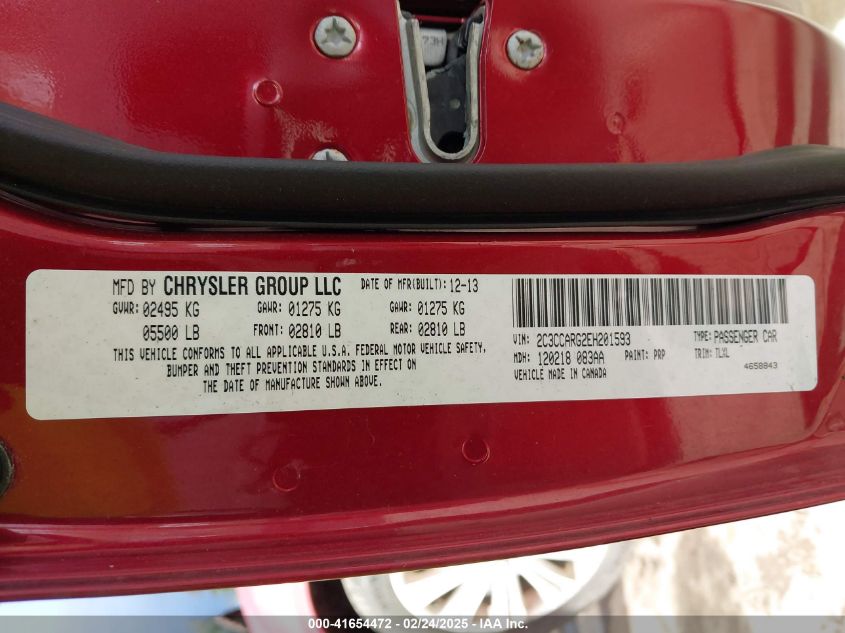 73H
MFD BY CHRYSLER GROUP LLC DATE OF MFR(BUILT): 12-13
GVWR: 02495 KG GAWR: 01275 KG GAWR: 01275 KG
05500 LB FRONT: 02810 LB REAR: 02810 LB
THIS VEHICLE CONFORMS TO ALL APPLICABLE U.S.A. FEDERAL MOTOR VEHICLE SAFETY,
BUMPER AND THEFT PREVENTION STANDARDS IN EFFECT ON
THE DATE OF MANUFACTURE SHOWN ABOVE.
VIN: 2C3CCARG2EH201593 TYPE: PASSENGER CAR
MDH: 120218 083AA PAINT: PRP TRIM: TLXL
VEHICLE MADE IN CANADA 4658843
000-41654472 - 02/24/2025 - IAA Inc.